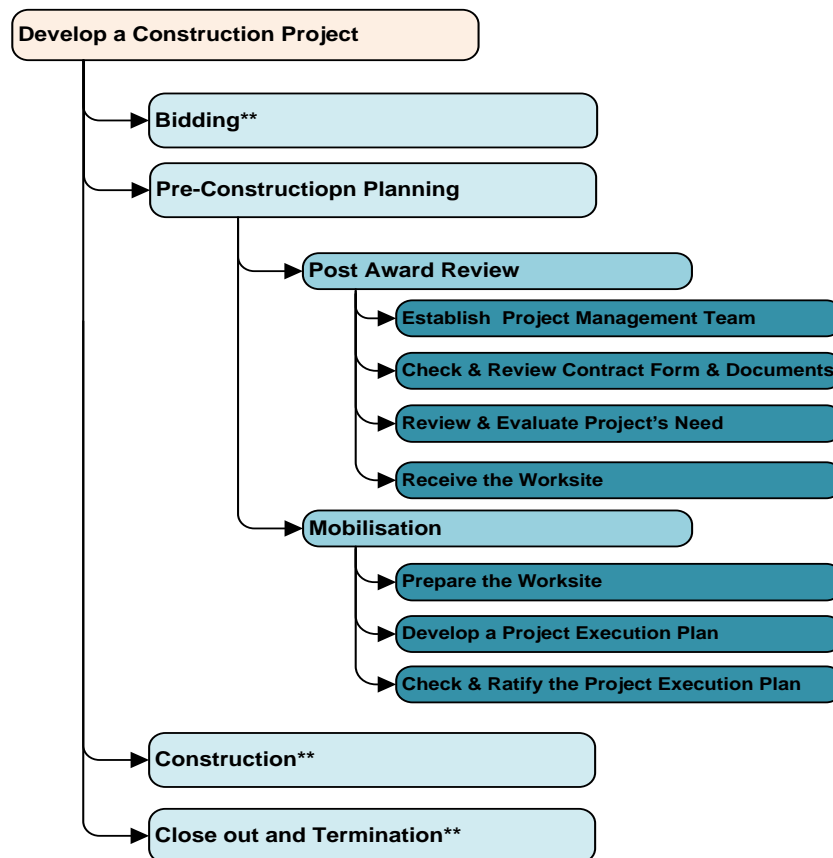 Develop a Construction Project
Bidding**
Pre-Constructiopn Planning
Post Award Review
Establish Project Management Team
Check & Review Contract Form & Documents
Review & Evaluate Project's Need
Receive the Worksite
Mobilisation
Prepare the Worksite
Develop a Project Execution Plan
Check & Ratify the Project Execution Plan
Construction**
Close out and Termination**